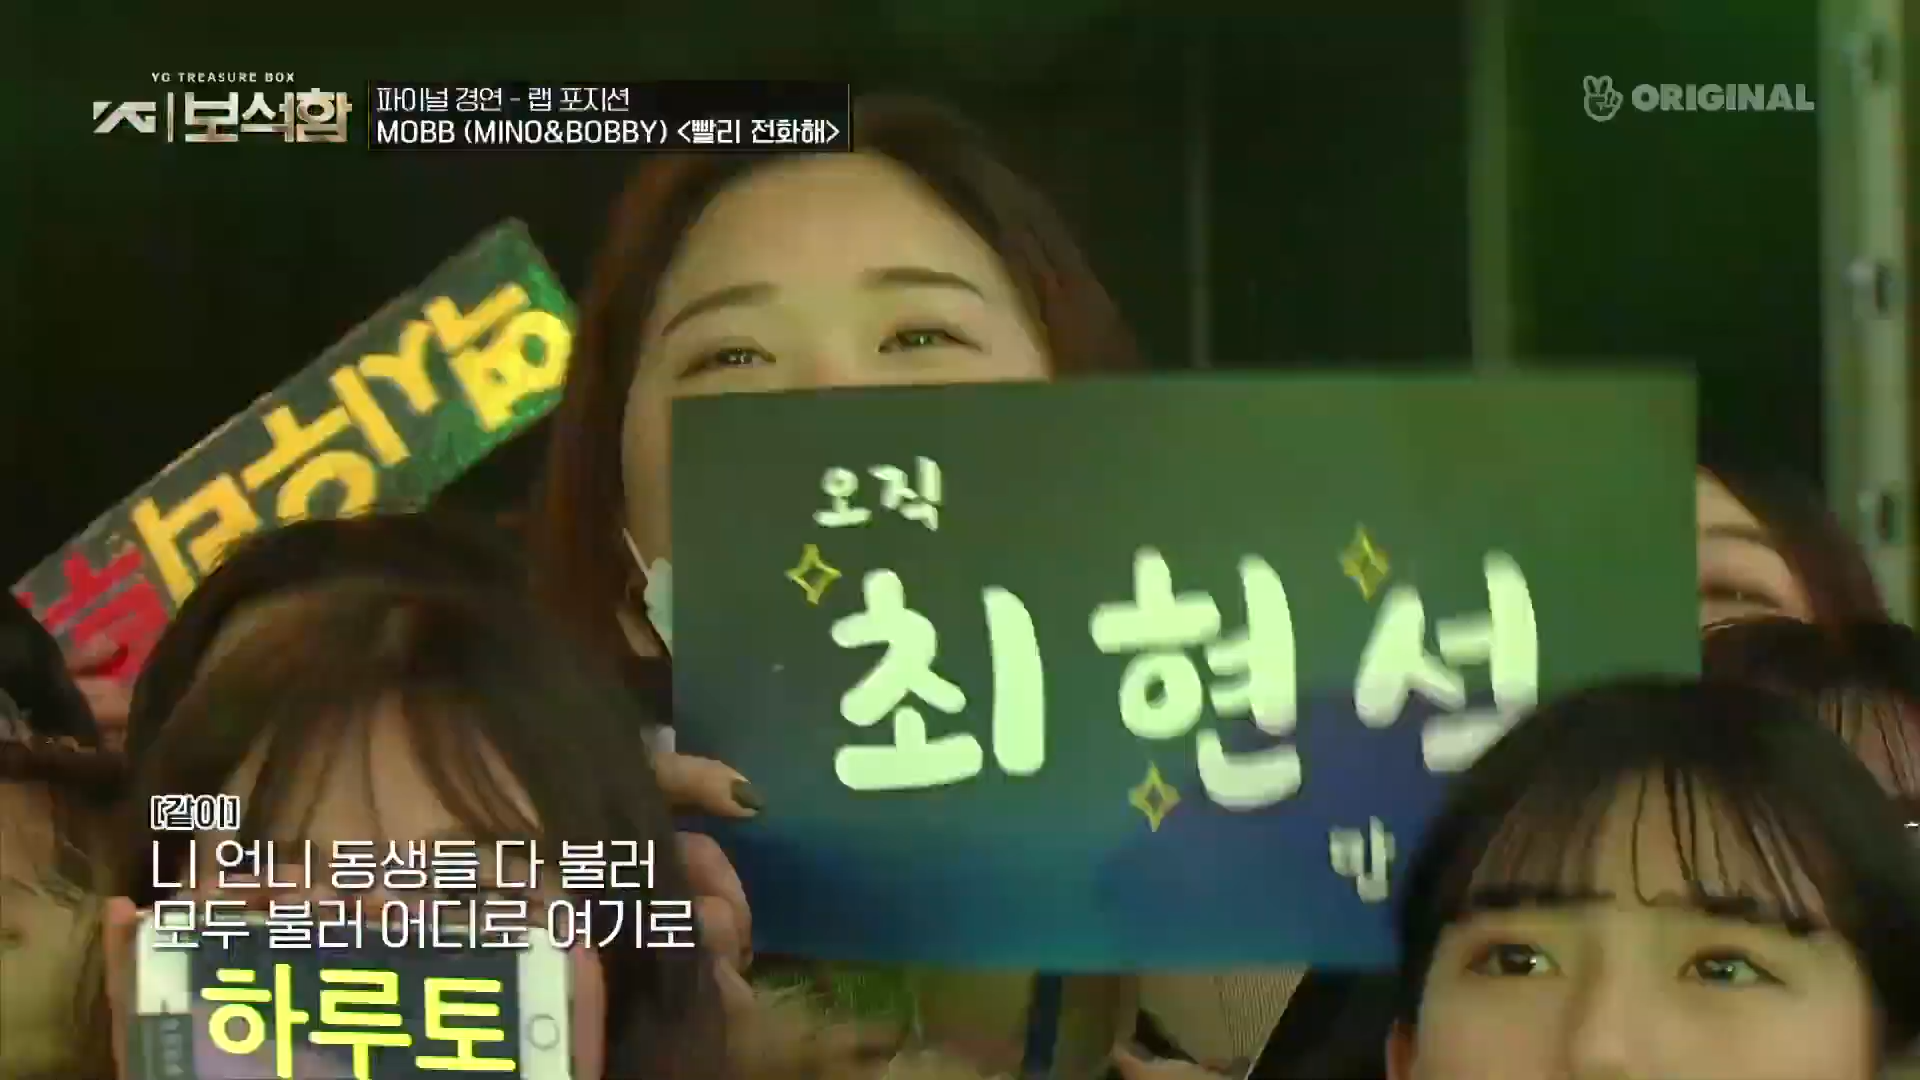 YG TREASURE BOX
YG 보석함
파이널 경연 - 랩 포지션
MOBB (MINO&BOBBY) <빨리 전화해>
ORIGINAL
오직
최현석
만
[같이]
니 언니 동생들 다 불러
모두 불러 어디로 여기로
하루토